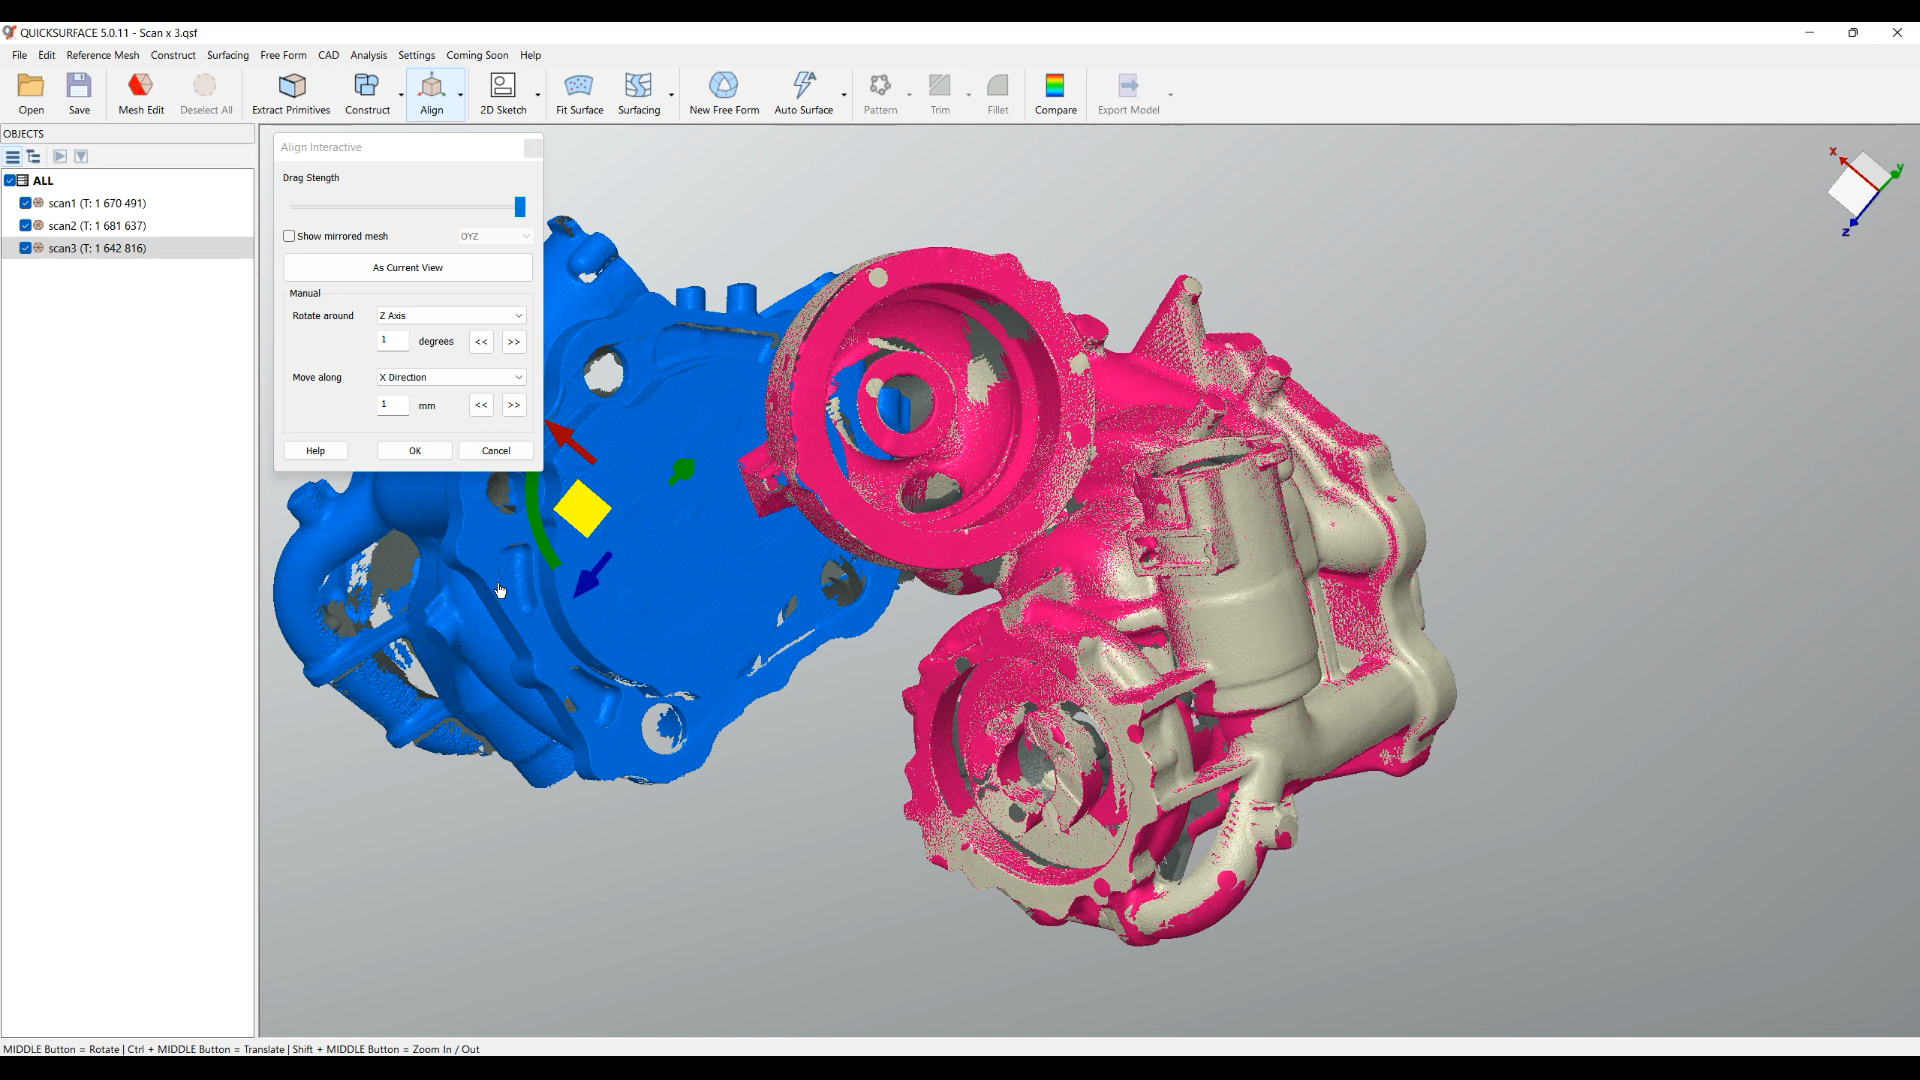 QUICKSURFACE 5.0.11 - Scan x 3.qsf
File Edit Reference Mesh Construct Surfacing Free Form CAD Analysis Settings Coming Soon Help
Open Save Mesh Edit Deselect All Extract Primitives Construct Align 2D Sketch Fit Surface Surfacing New Free Form Auto Surface Pattern Trim Fillet Compare Export Model
OBJECTS
ALL
scan1 (T: 1 670 491)
scan2 (T: 1 681 637)
scan3 (T: 1 642 816)
Align Interactive
Drag Stength
Show mirrored mesh OYZ
As Current View
Manual
Rotate around Z Axis
1 degrees << >>
Move along X Direction
1 mm << >>
Help OK Cancel
x
y
z
MIDDLE Button = Rotate | Ctrl + MIDDLE Button = Translate | Shift + MIDDLE Button = Zoom In / Out